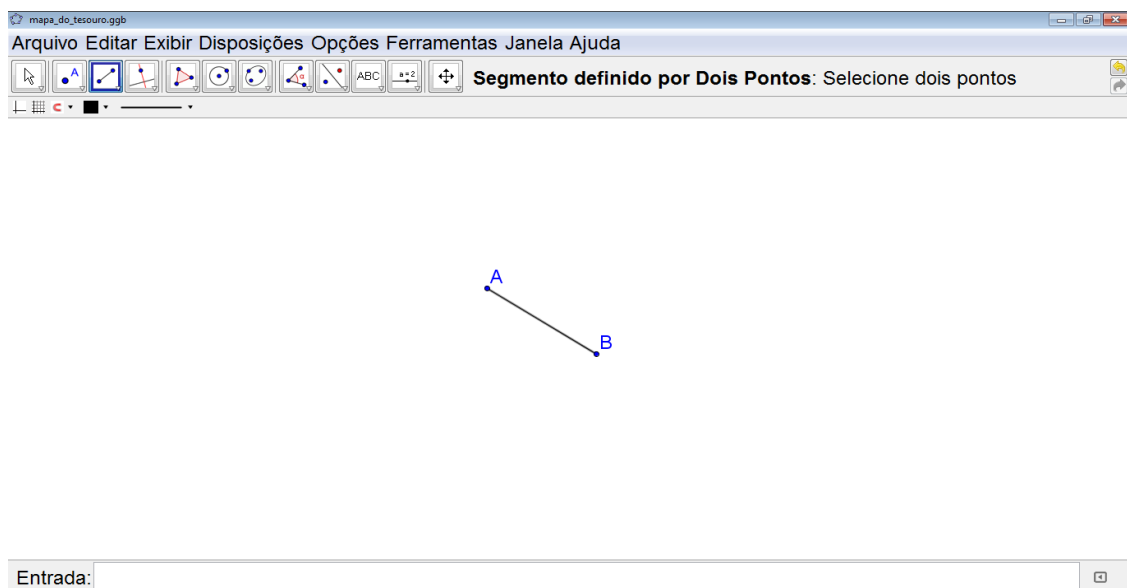 mapa_do_tesouro.ggb
Arquivo Editar Exibir Disposições Opções Ferramentas Janela Ajuda
A ABC a=2 Segmento definido por Dois Pontos: Selecione dois pontos
A
B
Entrada: